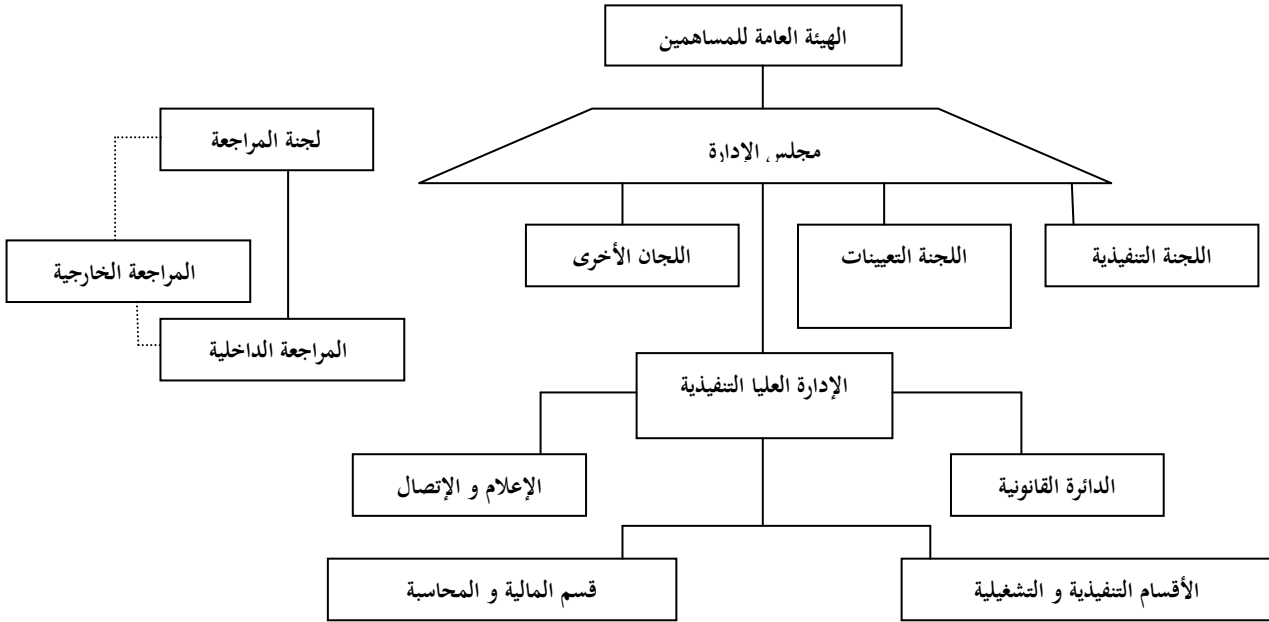 الهيئة العامة للمساهمين
لجنة المراجعة
مجلس الإدارة
اللجنة التنفيذية
اللجنة التعيينات
اللجان الأخرى
المراجعة الخارجية
المراجعة الداخلية
الإدارة العليا التنفيذية
الدائرة القانونية
الإعلام و الإتصال
الأقسام التنفيذية و التشغيلية
قسم المالية و المحاسبة